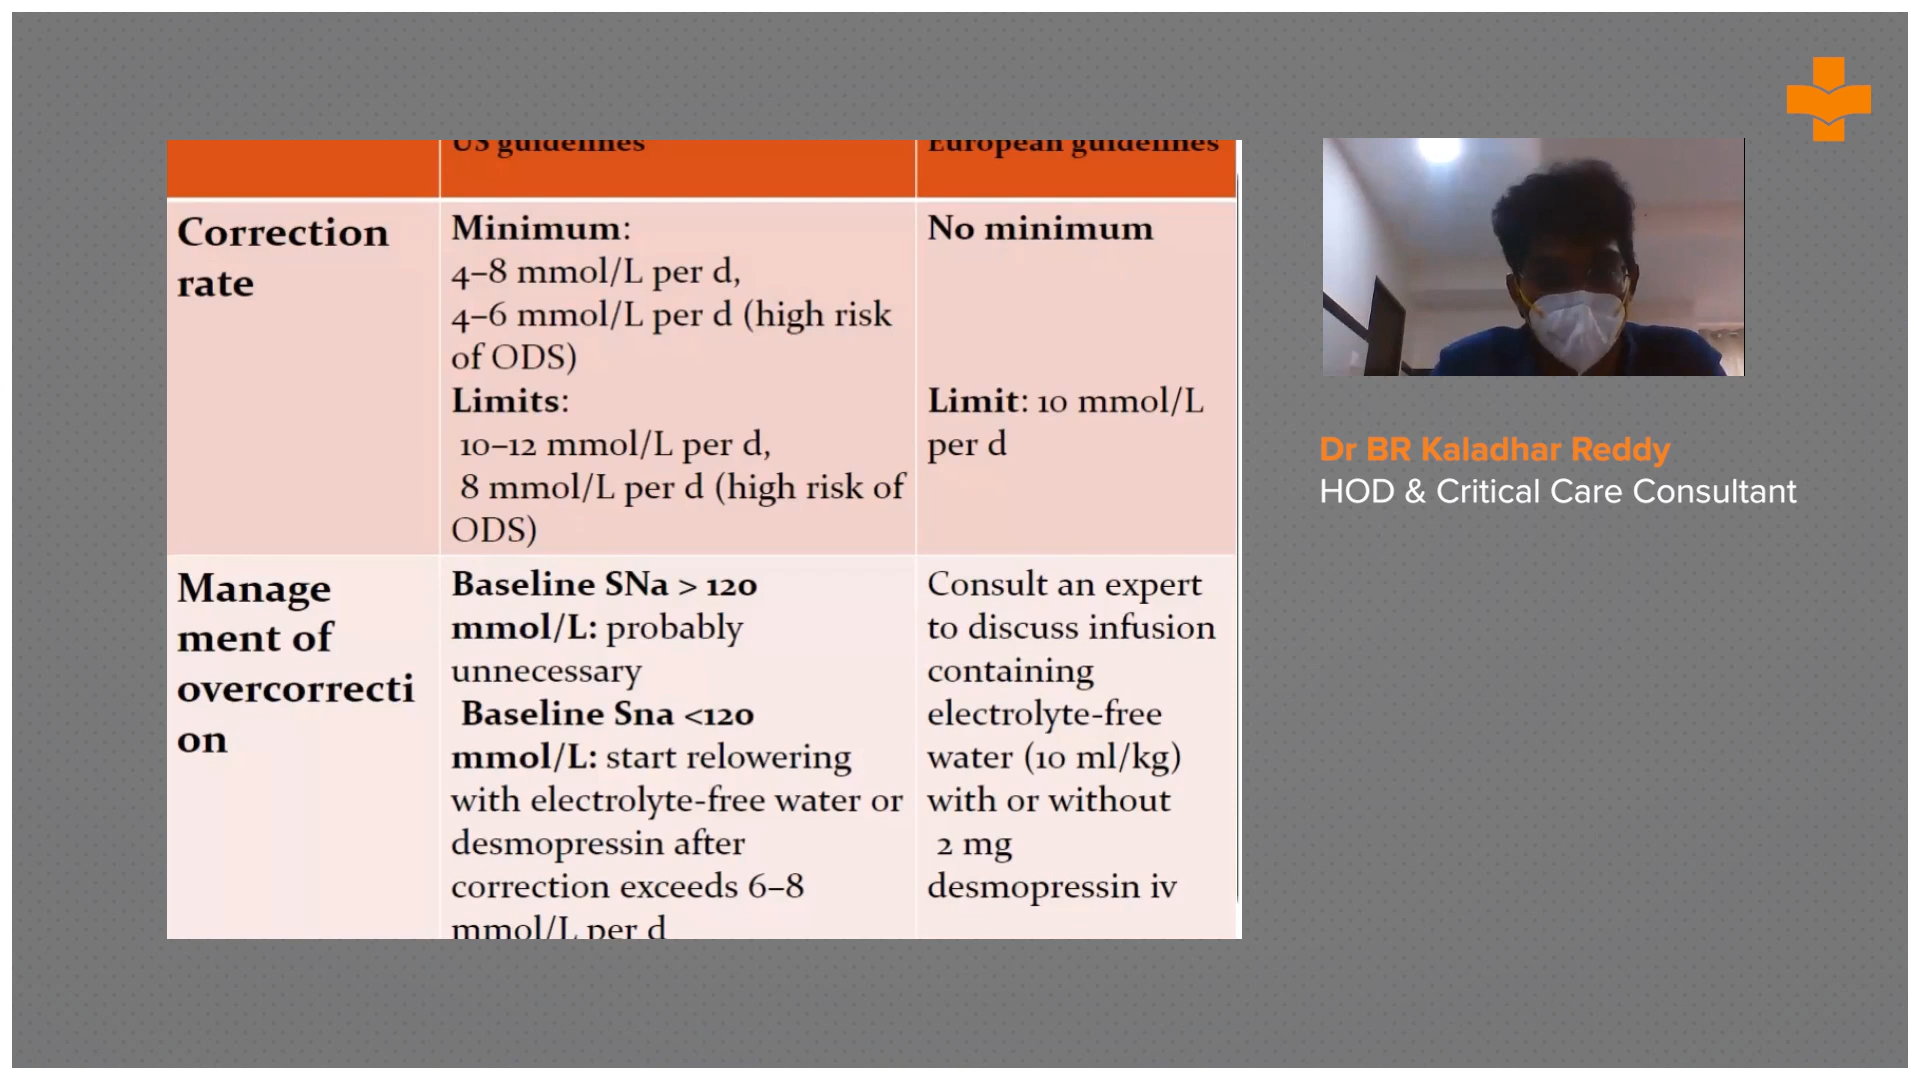 US guidelines
European guidelines
Correction
rate
Minimum:
4–8 mmol/L per d,
4–6 mmol/L per d (high risk
of ODS)
Limits:
10–12 mmol/L per d,
8 mmol/L per d (high risk of
ODS)
No minimum
Limit: 10 mmol/L
per d
Manage
ment of
overcorrecti
on
Baseline SNa > 120
mmol/L: probably
unnecessary
Baseline Sna <120
mmol/L: start relowering
with electrolyte-free water or
desmopressin after
correction exceeds 6–8
mmol/L per d
Consult an expert
to discuss infusion
containing
electrolyte-free
water (10 ml/kg)
with or without
2 mg
desmopressin iv
Dr BR Kaladhar Reddy
HOD & Critical Care Consultant